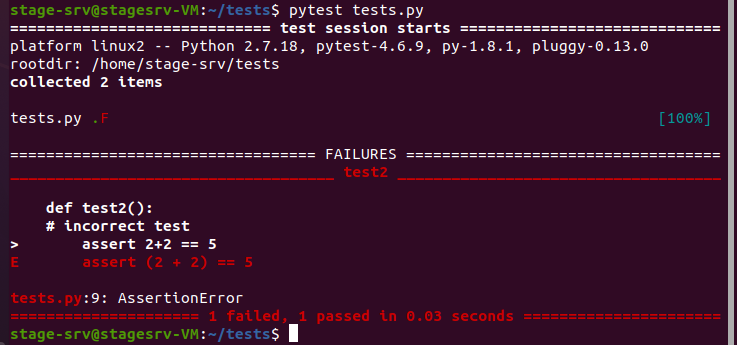 stage-srv@stagesrv-VM:~/tests$ pytest tests.py
============================= test session starts =============================
platform linux2 -- Python 2.7.18, pytest-4.6.9, py-1.8.1, pluggy-0.13.0
rootdir: /home/stage-srv/tests
collected 2 items

tests.py .F                                                             [100%]

================================== FAILURES ===================================
____________________________________ test2 ____________________________________

    def test2():
    # incorrect test
>       assert 2+2 == 5
E       assert (2 + 2) == 5

tests.py:9: AssertionError
===================== 1 failed, 1 passed in 0.03 seconds ======================
stage-srv@stagesrv-VM:~/tests$